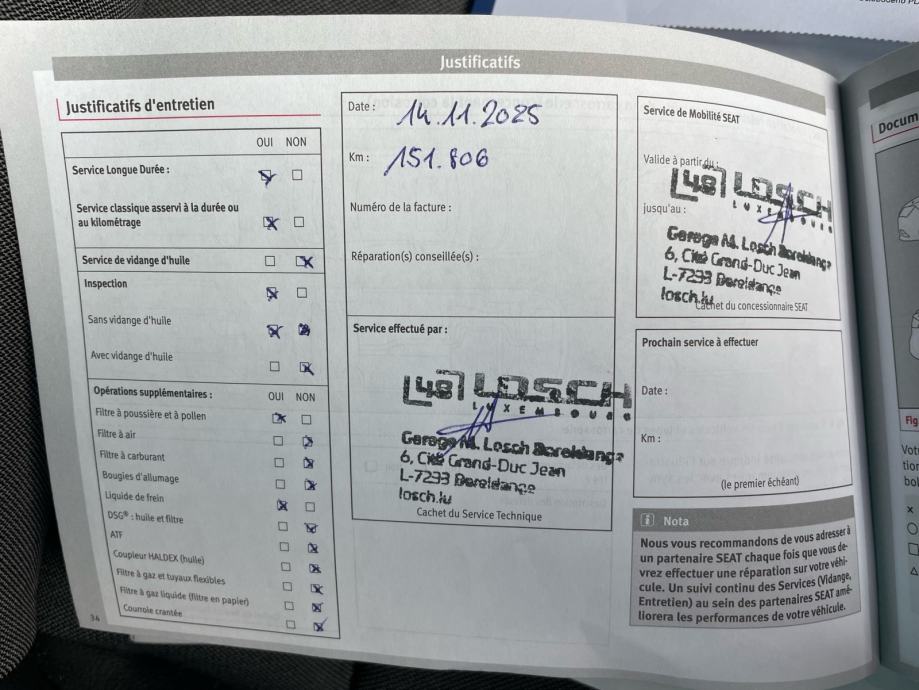 Justificatifs
Justificatifs d'entretien
OUI NON
Service Longue Durée :
Service classique asservi à la durée ou
au kilométrage
Service de vidange d'huile
Inspection
Sans vidange d'huile
Avec vidange d'huile
Opérations supplémentaires :
OUI NON
Filtre à poussière et à pollen
Filtre à air
Filtre à carburant
Bougies d'allumage
Liquide de frein
DSG® : huile et filtre
ATF
Coupleur HALDEX (huile)
Filtre à gaz et tuyaux flexibles
Filtre à gaz liquide (filtre en papier)
Courroie crantée
34
Date : 14.11.2025
Km : 151.806
Numéro de la facture :
Réparation(s) conseillée(s) :
Service effectué par :
48 LOSCH
LUXEMBOURG
Garage M. Losch Bereldange
6, Cité Grand-Duc Jean
L-7233 Bereldange
losch.lu
Cachet du Service Technique
Service de Mobilité SEAT
Valide à partir du :
48 LOSCH
LUXEMBOURG
jusqu'au :
Garage M. Losch Bereldange
6, Cité Grand-Duc Jean
L-7233 Bereldange
losch.lu
Cachet du concessionnaire SEAT
Prochain service à effectuer
Date :
Km :
(le premier échéant)
Nota
Nous vous recommandons de vous adresser à
un partenaire SEAT chaque fois que vous de-
vrez effectuer une réparation sur votre véhi-
cule. Un suivi continu des Services (Vidange,
Entretien) au sein des partenaires SEAT amé-
liorera les performances de votre véhicule.
Docum
Fig
Votr
tion
bol